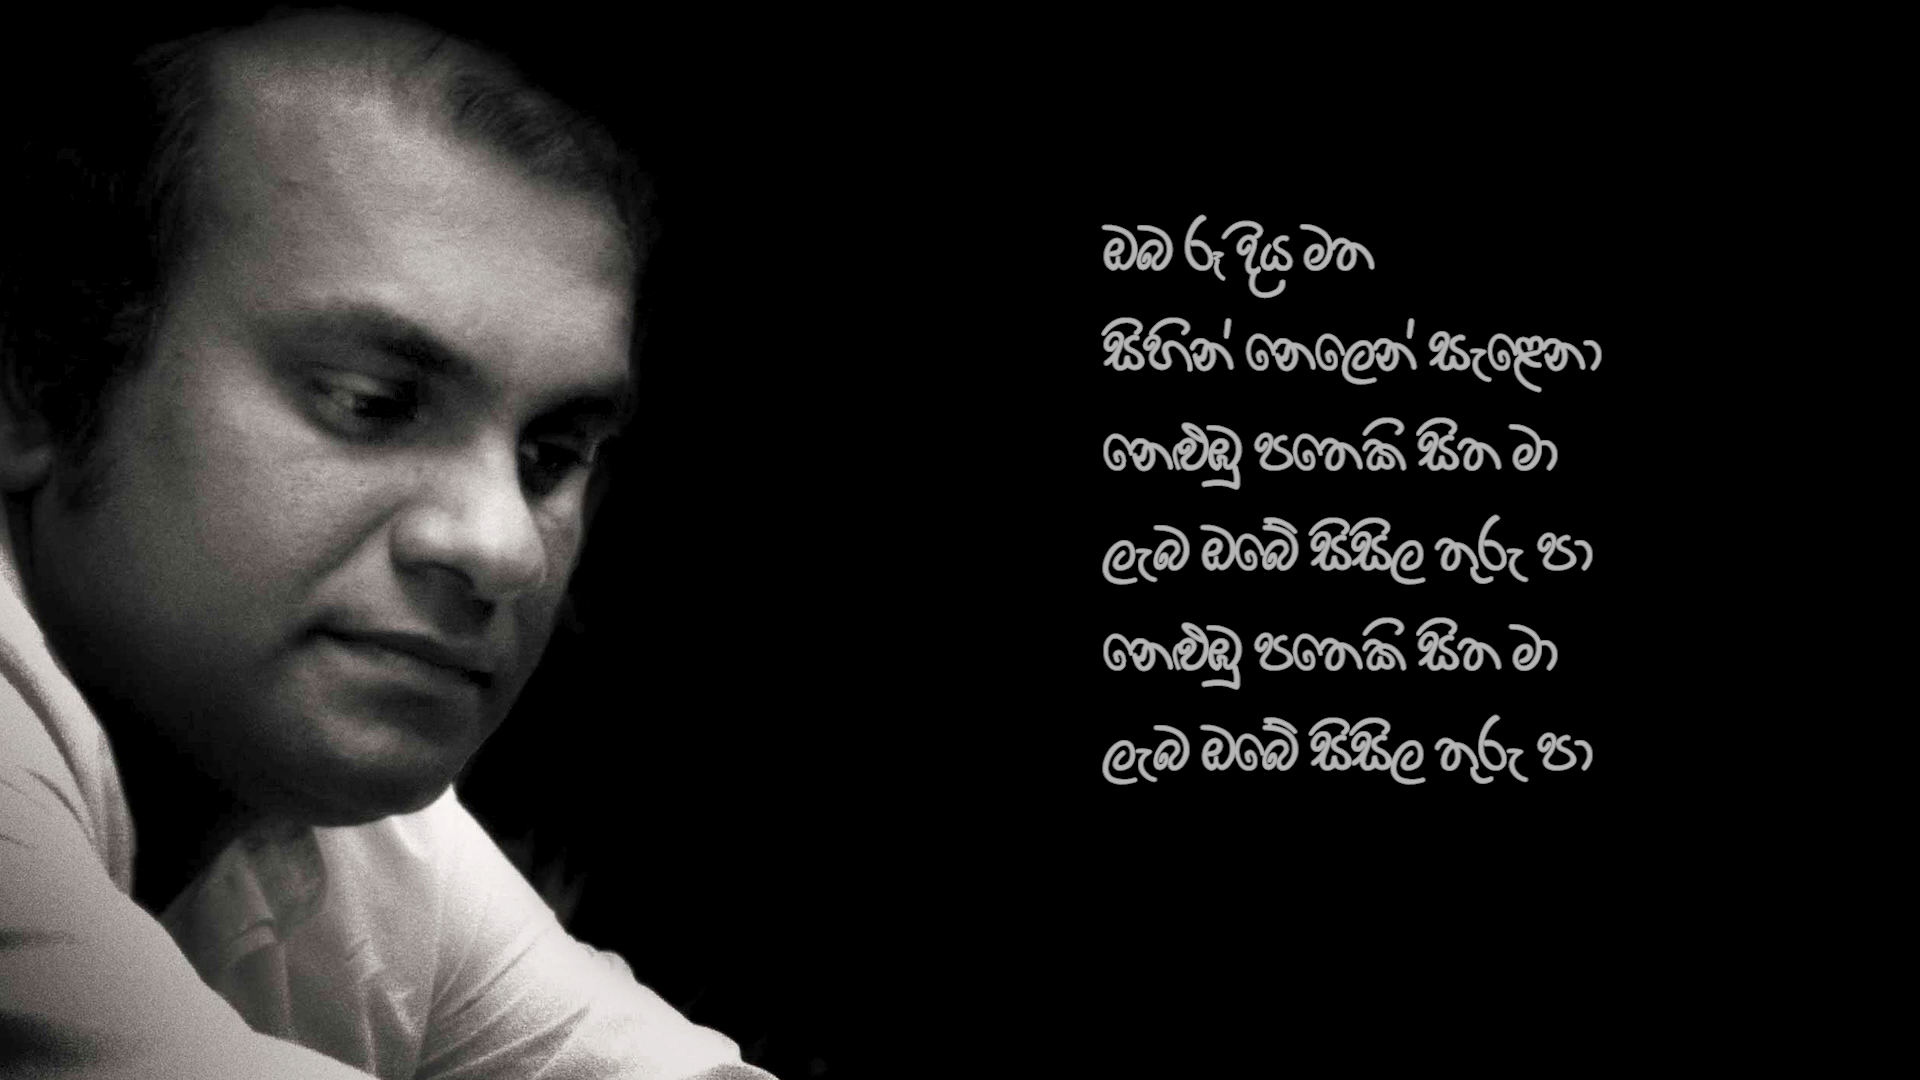 ඔබ රූ දිය මත
සිහින් නෙලෙන් සැළෙනා
නෙළුඹු පතෙකි සිත මා
ලැබ ඔබේ සිසිල තුරු පා
නෙළුඹු පතෙකි සිත මා
ලැබ ඔබේ සිසිල තුරු පා